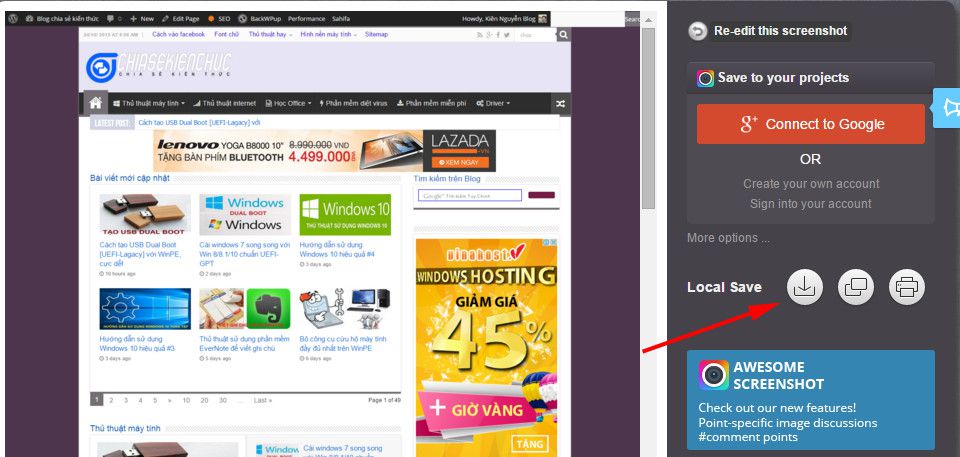 Blog chia sẻ kiến thức
New
Edit Page
SEO
BackWPup
Performance
Sahifa
Howdy, Kiên Nguyễn Blog
Search
Cách vào facebook
Font chữ
Thủ thuật hay
Hình nền máy tính
Sitemap
CHIASEKIENTHUC
CHIA SẺ KIẾN THỨC
Thủ thuật máy tính
Thủ thuật internet
Học Office
Phần mềm diệt virus
Phần mềm miễn phí
Driver
LATEST POST:
Cách tạo USB Dual Boot [UEFI-Legacy] với
lenovo YOGA B8000 10"
8.990.000 VND
TẶNG BÀN PHÍM BLUETOOTH
4.499.000đ
LAZADA
.VN
XEM NGAY
Bài viết mới cập nhật
TẠO USB DUAL BOOT
Cách tạo USB Dual Boot
[UEFI-Legacy] với WinPE,
cực dể
10 hours ago
Windows
DUAL BOOT
Windows
Cài windows 7 song song với
Win 8/8.1/10 chuẩn UEFI-
GPT
2 days ago
Windows 10
THỦ THUẬT SỬ DỤNG WINDOWS 10
Hướng dẫn sử dụng
Windows 10 hiệu quả #4
3 days ago
Hướng dẫn sử dụng
Windows 10 hiệu quả #3
3 days ago
Thủ thuật sử dụng phần mềm
EverNote để viết ghi chú
5 days ago
Bộ công cụ cứu hộ máy tính
đầy đủ nhất trên WinPE
6 days ago
1 2 3 4 5 » 10 20 30 ... Last »
Page 1 of 49
Thủ thuật máy tính
Cài windows 7 song song
Windows
Tìm kiếm trên Blog
Google
vinahost.v
WINDOWS HOSTING
GIẢM GIÁ
45%
+ GIỜ VÀNG
TẶNG
Re-edit this screenshot
Save to your projects
g+ Connect to Google
OR
Create your own account
Sign into your account
More options ...
Local Save
AWESOME
SCREENSHOT
Check out our new features!
Point-specific image discussions
#comment points